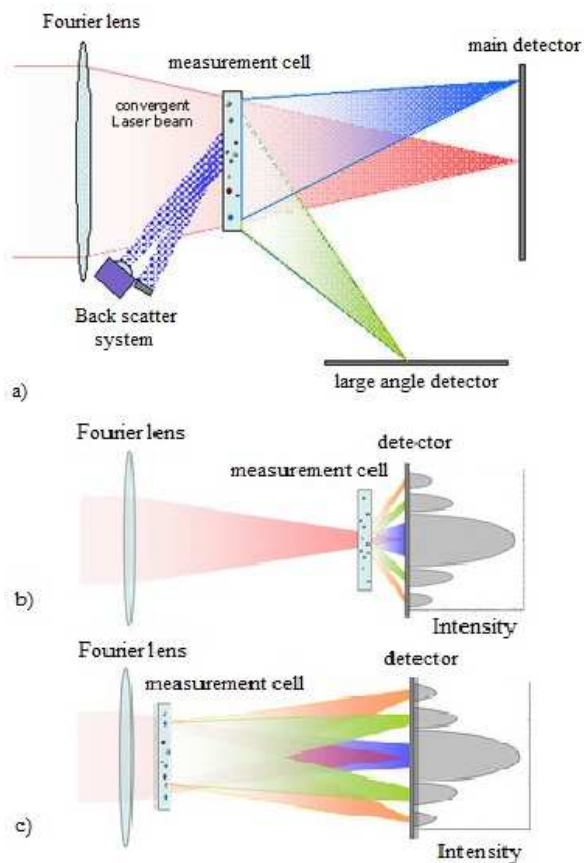 Fourier lens
measurement cell
main detector
convergent
Laser beam
Back scatter
system
large angle detector
a)
Fourier lens
detector
measurement cell
b)
Intensity
Fourier lens
detector
measurement cell
c)
Intensity